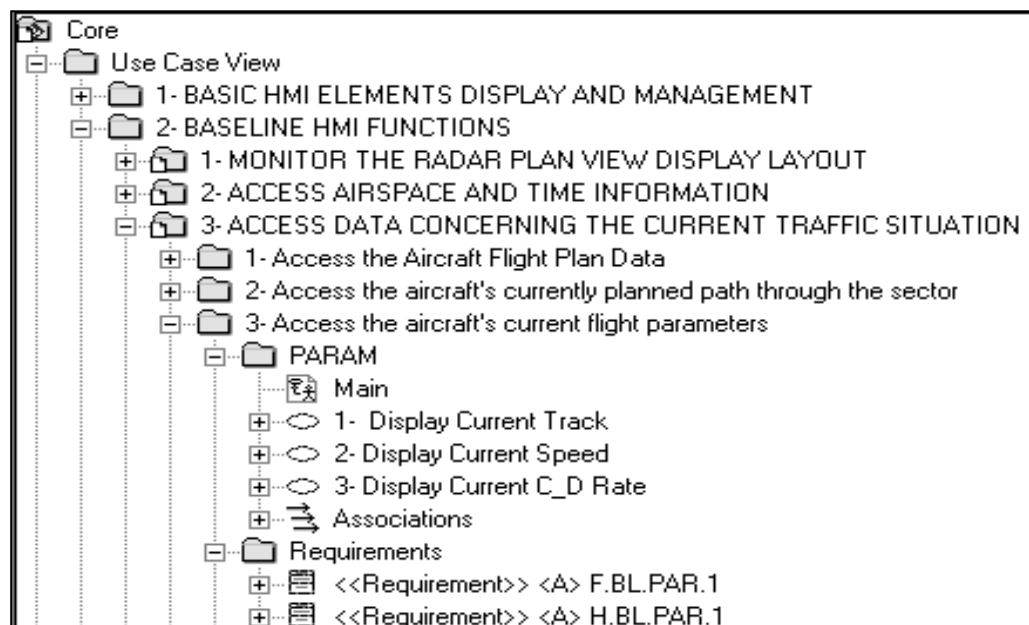 Core
Use Case View
1- BASIC HMI ELEMENTS DISPLAY AND MANAGEMENT
2- BASELINE HMI FUNCTIONS
1- MONITOR THE RADAR PLAN VIEW DISPLAY LAYOUT
2- ACCESS AIRSPACE AND TIME INFORMATION
3- ACCESS DATA CONCERNING THE CURRENT TRAFFIC SITUATION
1- Access the Aircraft Flight Plan Data
2- Access the aircraft's currently planned path through the sector
3- Access the aircraft's current flight parameters
PARAM
Main
1- Display Current Track
2- Display Current Speed
3- Display Current C_D Rate
Associations
Requirements
<<Requirement>> <A> F.BL.PAR.1
<<Requirement>> <A> H.BL.PAR.1